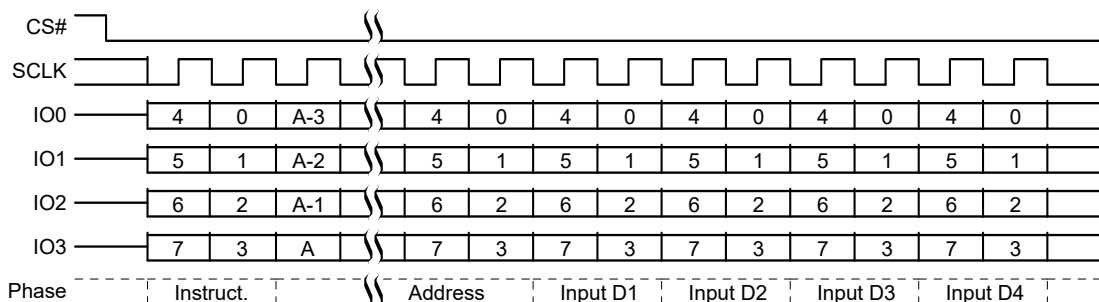 CS#
SCLK
IO0 4 0 A-3 4 0 4 0 4 0 4 0 4 0
IO1 5 1 A-2 5 1 5 1 5 1 5 1 5 1
IO2 6 2 A-1 6 2 6 2 6 2 6 2 6 2
IO3 7 3 A 7 3 7 3 7 3 7 3 7 3
Phase Instruct. Address Input D1 Input D2 Input D3 Input D4